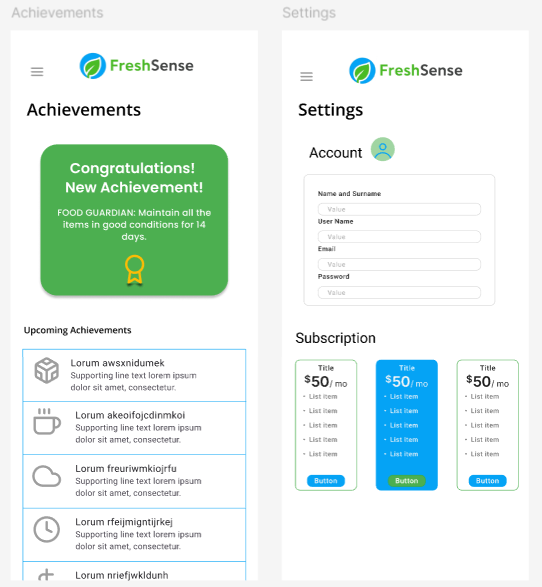 Achievements
FreshSense
Achievements
Congratulations!
New Achievement!
FOOD GUARDIAN: Maintain all the
items in good conditions for 14
days.
Upcoming Achievements
Lorum awsxnidumek
Supporting line text lorem ipsum
dolor sit amet, consectetur.
Lorum akeoifojcdinmkoi
Supporting line text lorem ipsum
dolor sit amet, consectetur.
Lorum freuriwmkiojrfu
Supporting line text lorem ipsum
dolor sit amet, consectetur.
Lorum rfeijmigntijrkej
Supporting line text lorem ipsum
dolor sit amet, consectetur.
Lorum nriefjwkldunh
Settings
FreshSense
Settings
Account
Name and Surname
Value
User Name
Value
Email
Value
Password
Value
Subscription
Title
$50/ mo
• List item
• List item
• List item
• List item
• List item
Button
Title
$50/ mo
• List item
• List item
• List item
• List item
• List item
Button
Title
$50/ mo
• List item
• List item
• List item
• List item
• List item
Button